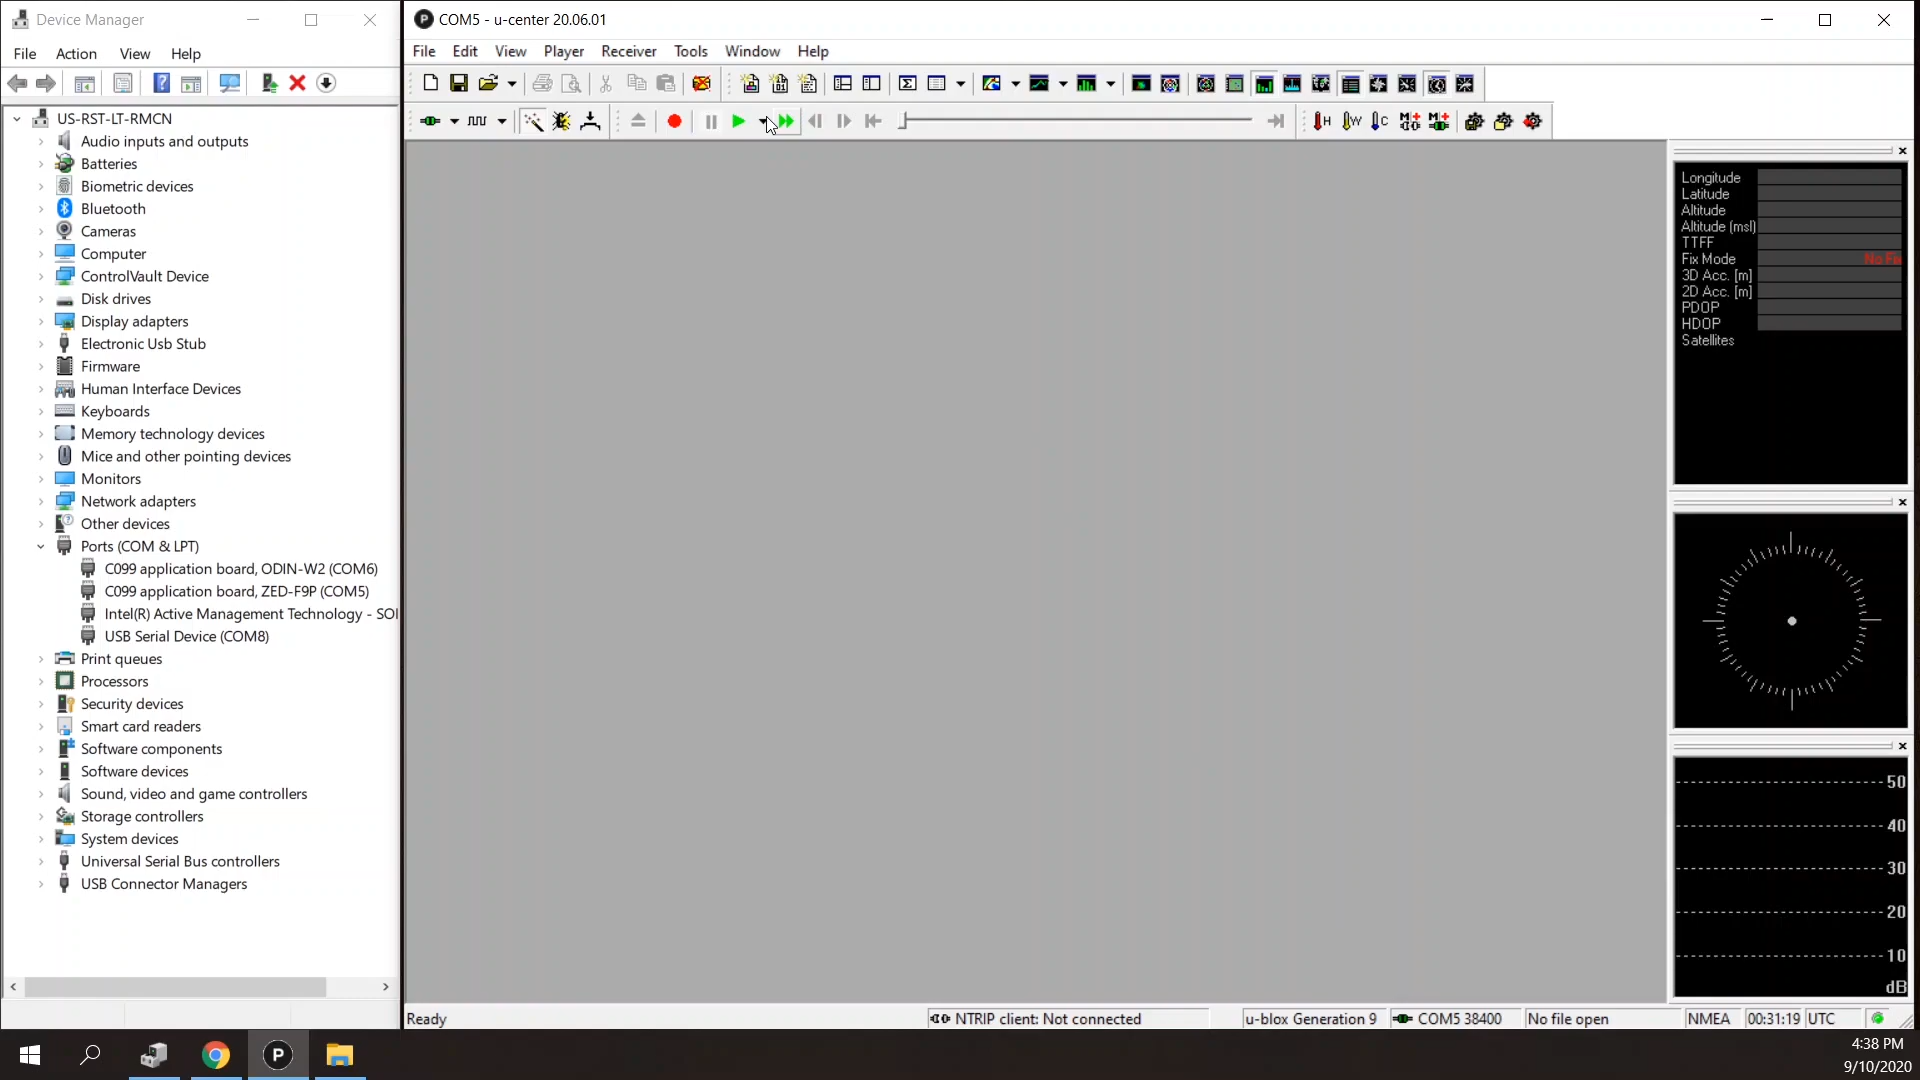 Device Manager
File Action View Help
US-RST-LT-RMCN
Audio inputs and outputs
Batteries
Biometric devices
Bluetooth
Cameras
Computer
ControlVault Device
Disk drives
Display adapters
Electronic Usb Stub
Firmware
Human Interface Devices
Keyboards
Memory technology devices
Mice and other pointing devices
Monitors
Network adapters
Other devices
Ports (COM & LPT)
C099 application board, ODIN-W2 (COM6)
C099 application board, ZED-F9P (COM5)
Intel(R) Active Management Technology - SOl
USB Serial Device (COM8)
Print queues
Processors
Security devices
Smart card readers
Software components
Software devices
Sound, video and game controllers
Storage controllers
System devices
Universal Serial Bus controllers
USB Connector Managers
COM5 - u-center 20.06.01
File Edit View Player Receiver Tools Window Help
H W C
Longitude
Latitude
Altitude
Altitude (msl)
TTFF
Fix Mode No Fix
3D Acc. [m]
2D Acc. [m]
PDOP
HDOP
Satellites
50
40
30
20
10
dB
Ready NTRIP client: Not connected u-blox Generation 9 COM5 38400 No file open NMEA 00:31:19 UTC
4:38 PM
9/10/2020